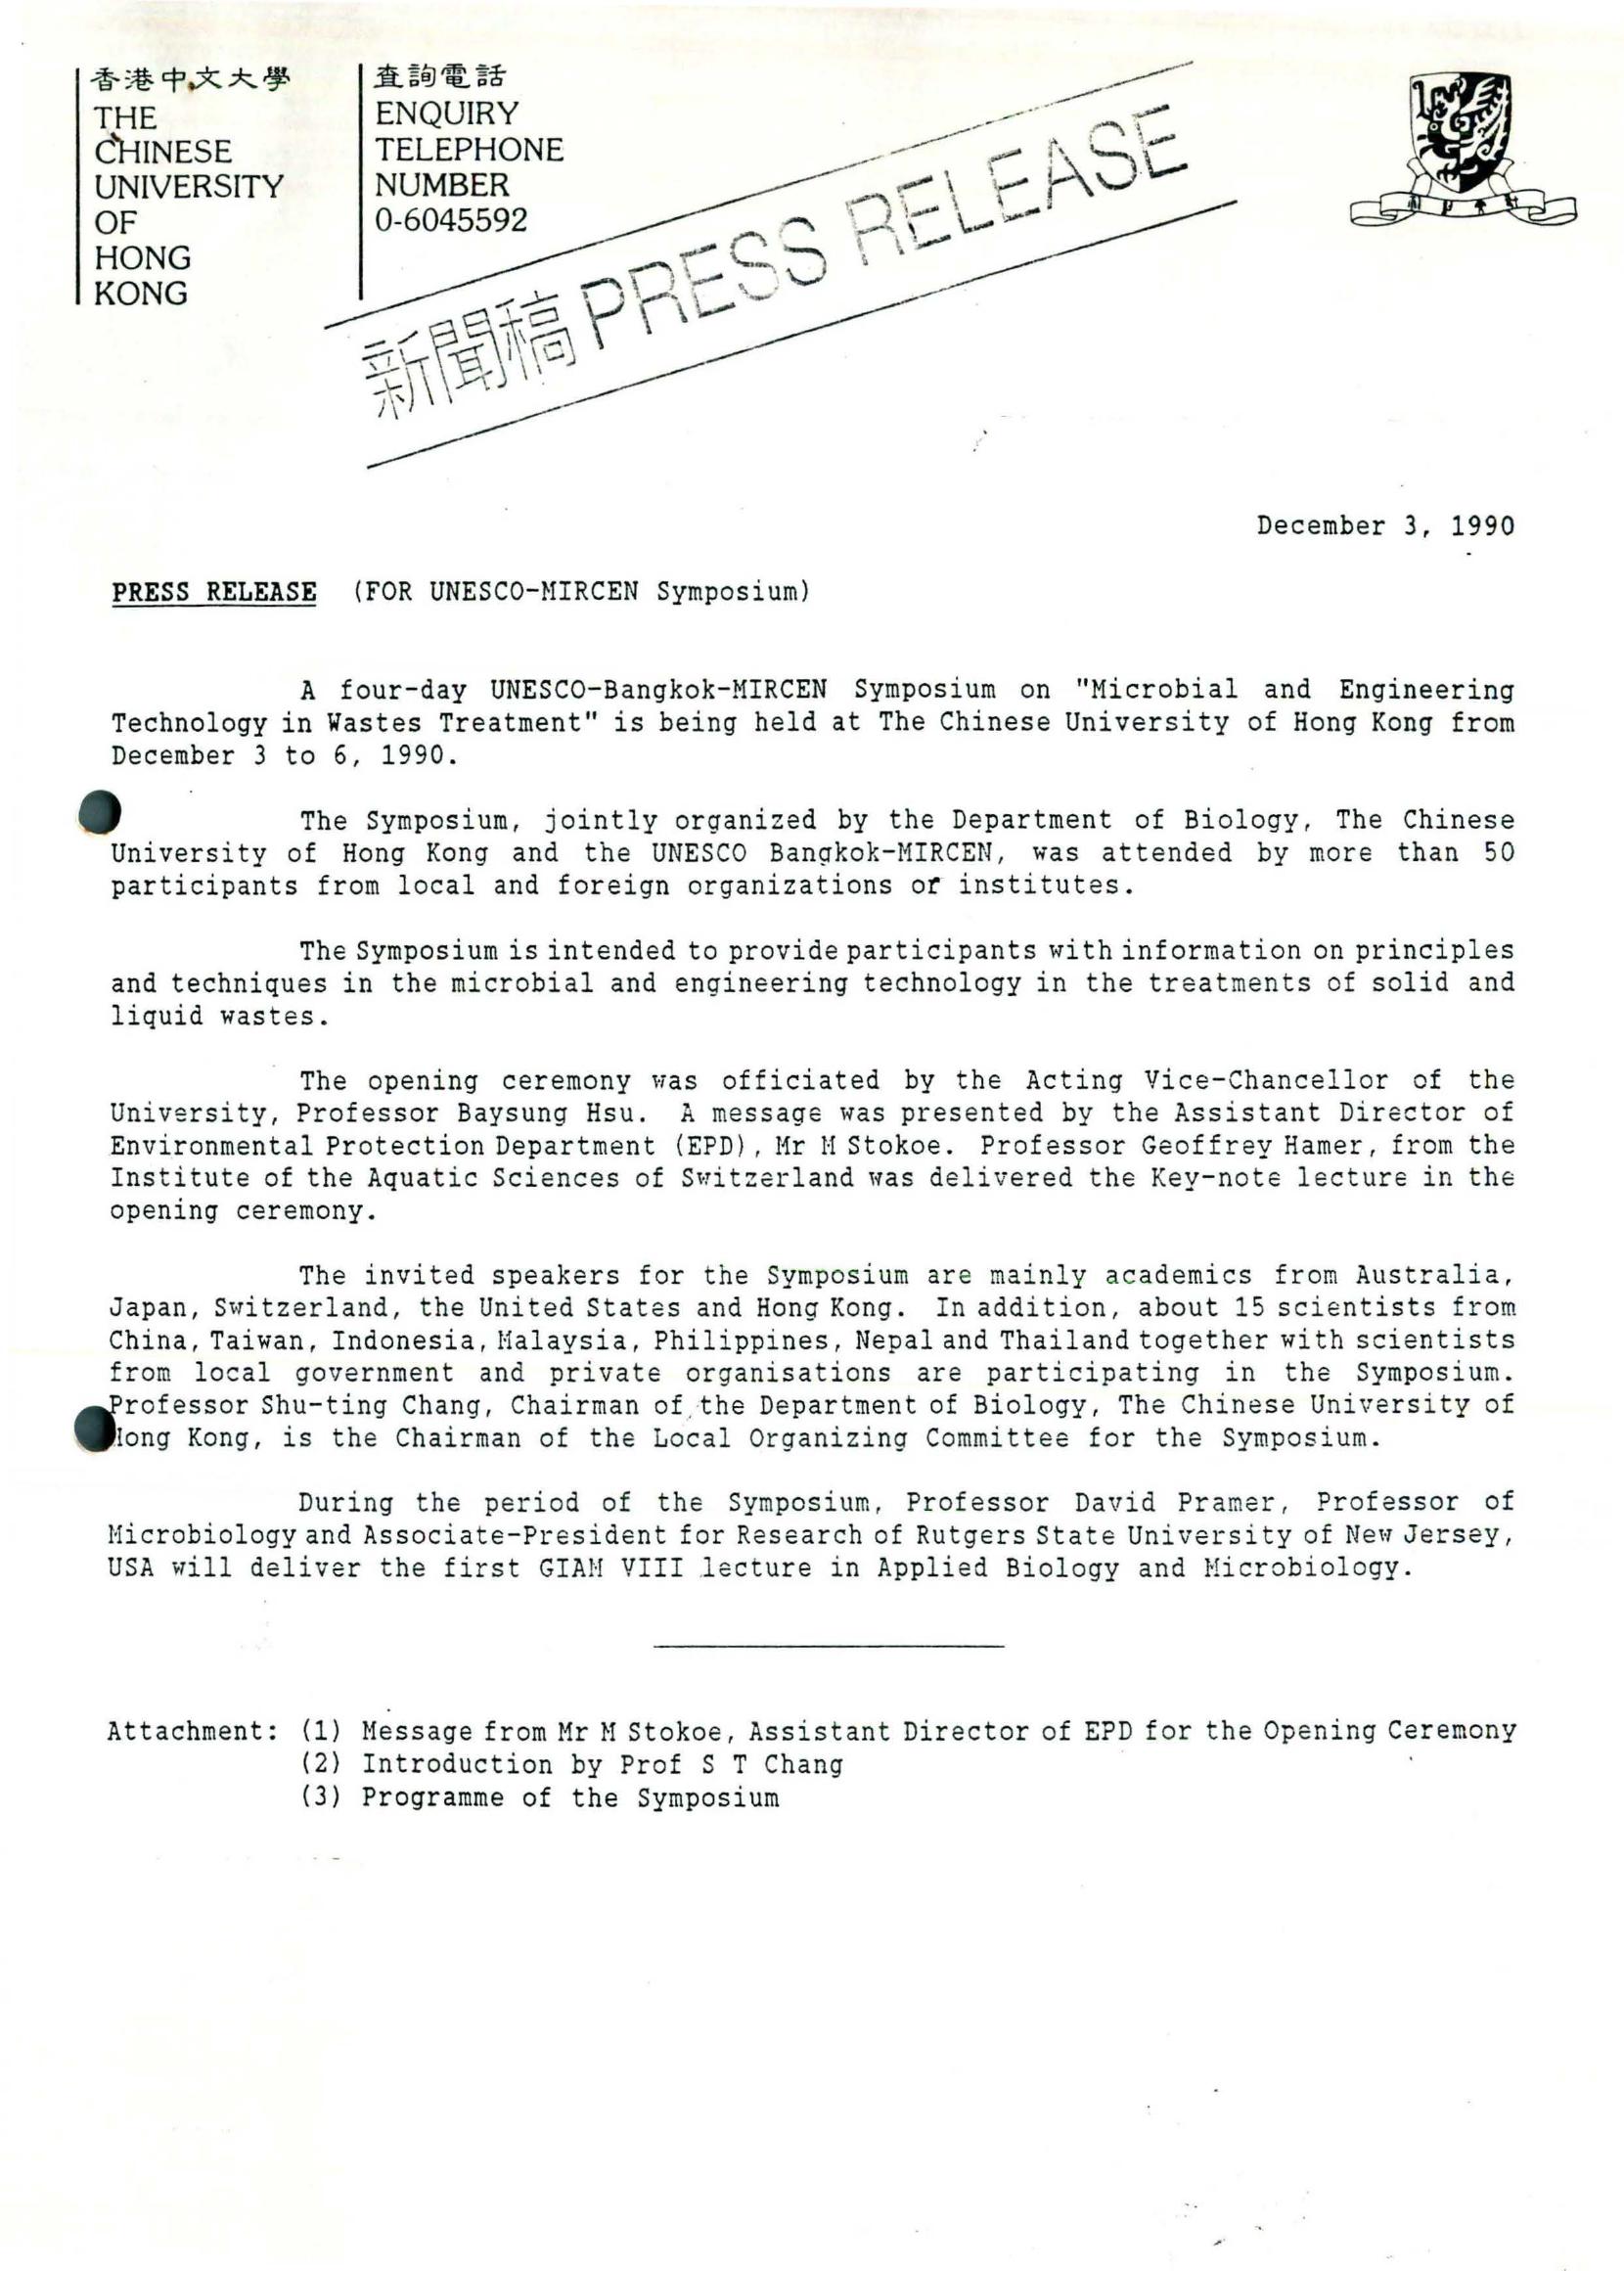 香港中文大學
THE
CHINESE
UNIVERSITY
OF
HONG
KONG
查詢電話
ENQUIRY
TELEPHONE
NUMBER
0-6045592
新聞稿 PRESS RELEASE
December 3, 1990
PRESS RELEASE (FOR UNESCO-MIRCEN Symposium)
A four-day UNESCO-Bangkok-MIRCEN Symposium on "Microbial and Engineering
Technology in Wastes Treatment" is being held at The Chinese University of Hong Kong from
December 3 to 6, 1990.
The Symposium, jointly organized by the Department of Biology, The Chinese
University of Hong Kong and the UNESCO Bangkok-MIRCEN, was attended by more than 50
participants from local and foreign organizations or institutes.
The Symposium is intended to provide participants with information on principles
and techniques in the microbial and engineering technology in the treatments of solid and
liquid wastes.
The opening ceremony was officiated by the Acting Vice-Chancellor of the
University, Professor Baysung Hsu. A message was presented by the Assistant Director of
Environmental Protection Department (EPD), Mr M Stokoe. Professor Geoffrey Hamer, from the
Institute of the Aquatic Sciences of Switzerland was delivered the Key-note lecture in the
opening ceremony.
The invited speakers for the Symposium are mainly academics from Australia,
Japan, Switzerland, the United States and Hong Kong. In addition, about 15 scientists from
China, Taiwan, Indonesia, Malaysia, Philippines, Nepal and Thailand together with scientists
from local government and private organisations are participating in the Symposium.
Professor Shu-ting Chang, Chairman of the Department of Biology, The Chinese University of
Hong Kong, is the Chairman of the Local Organizing Committee for the Symposium.
During the period of the Symposium, Professor David Pramer, Professor of
Microbiology and Associate-President for Research of Rutgers State University of New Jersey,
USA will deliver the first GIAM VIII lecture in Applied Biology and Microbiology.
Attachment: (1) Message from Mr M Stokoe, Assistant Director of EPD for the Opening Ceremony
(2) Introduction by Prof S T Chang
(3) Programme of the Symposium